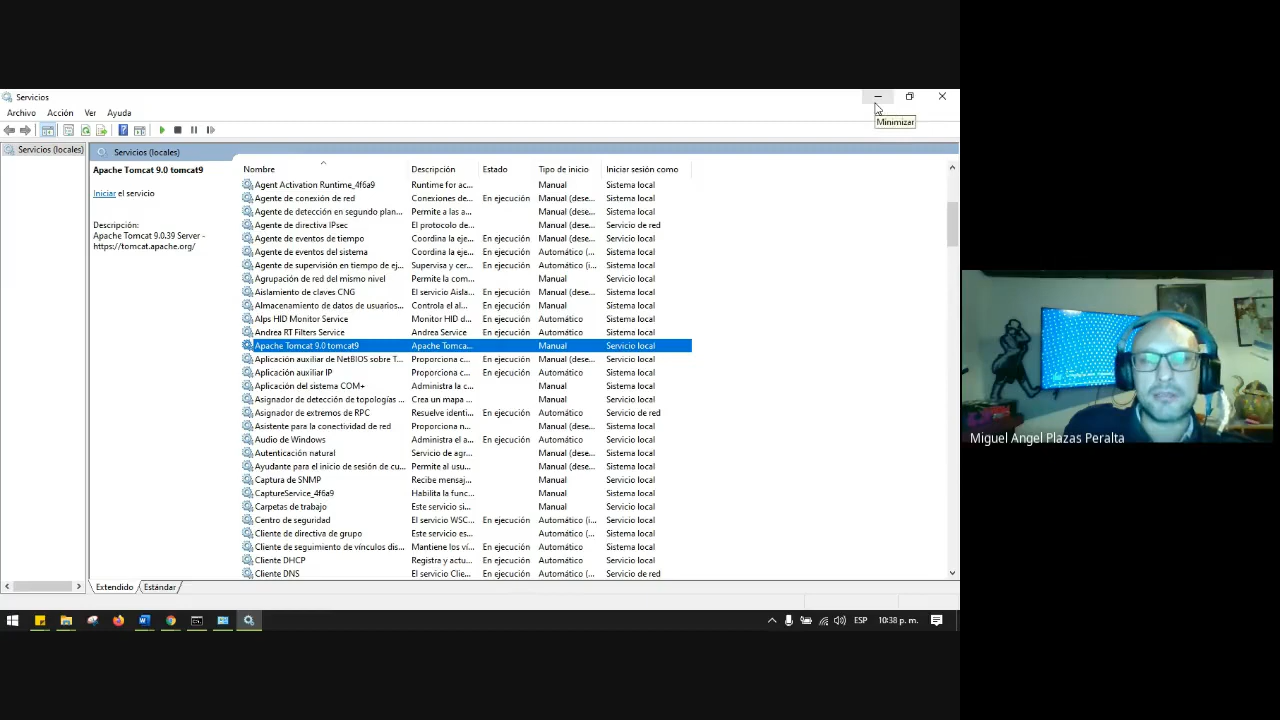 Servicios
Archivo Acción Ver Ayuda
Minimizar
Servicios (locales)
Servicios (locales)
Apache Tomcat 9.0 tomcat9
Iniciar el servicio
Descripción:
Apache Tomcat 9.0.39 Server -
https://tomcat.apache.org/
Nombre Descripción Estado Tipo de inicio Iniciar sesión como
Agent Activation Runtime_4f6a9 Runtime for ac... Manual Sistema local
Agente de conexión de red Conexiones de... En ejecución Manual (dese... Sistema local
Agente de detección en segundo plan... Permite a las a... Manual (dese... Sistema local
Agente de directiva IPsec El protocolo de... Manual (dese... Servicio de red
Agente de eventos de tiempo Coordina la eje... En ejecución Manual (dese... Servicio local
Agente de eventos del sistema Coordina la eje... En ejecución Automático (... Sistema local
Agente de supervisión en tiempo de ej... Supervisa y cer... En ejecución Automático (i... Sistema local
Agrupación de red del mismo nivel Permite la com... Manual Servicio local
Aislamiento de claves CNG El servicio Aisla... En ejecución Manual (dese... Sistema local
Almacenamiento de datos de usuarios... Controla el al... En ejecución Manual Sistema local
Alps HID Monitor Service Monitor HID d... En ejecución Automático Sistema local
Andrea RT Filters Service Andrea Service En ejecución Automático Sistema local
Apache Tomcat 9.0 tomcat9 Apache Tomca... Manual Servicio local
Aplicación auxiliar de NetBIOS sobre T... Proporciona c... En ejecución Manual (dese... Servicio local
Aplicación auxiliar IP Proporciona c... En ejecución Automático Sistema local
Aplicación del sistema COM+ Administra la c... Manual Sistema local
Asignador de detección de topologías ... Crea un mapa ... Manual Servicio local
Asignador de extremos de RPC Resuelve identi... En ejecución Automático Servicio de red
Asistente para la conectividad de red Proporciona n... Manual (dese... Sistema local
Audio de Windows Administra el a... En ejecución Automático Servicio local
Autenticación natural Servicio de agr... Manual (dese... Sistema local
Ayudante para el inicio de sesión de cu... Permite al usu... Manual (dese... Sistema local
Captura de SNMP Recibe mensaj... Manual Servicio local
CaptureService_4f6a9 Habilita la func... Manual Sistema local
Carpetas de trabajo Este servicio si... Manual Servicio local
Centro de seguridad El servicio WSC... En ejecución Automático (i... Servicio local
Cliente de directiva de grupo Este servicio es... Automático (... Sistema local
Cliente de seguimiento de vínculos dis... Mantiene los ví... En ejecución Automático Sistema local
Cliente DHCP Registra y actu... En ejecución Automático Servicio local
Cliente DNS El servicio Clie... En ejecución Automático (... Servicio de red
Extendido Estándar
ESP 10:38 p. m.
Miguel Angel Plazas Peralta